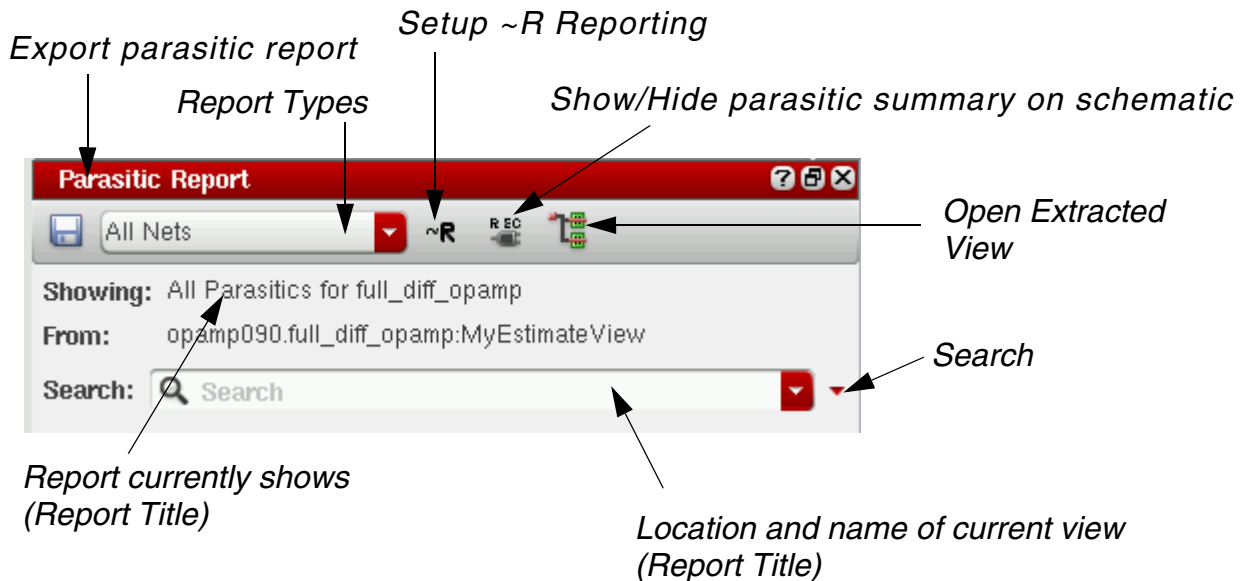 Setup ~R Reporting
Export parasitic report
Report Types
Show/Hide parasitic summary on schematic
Parasitic Report
?
All Nets
~R
R EC
Open Extracted
View
Showing: All Parasitics for full_diff_opamp
From: opamp090.full_diff_opamp:MyEstimateView
Search: Search
Search
Report currently shows
(Report Title)
Location and name of current view
(Report Title)